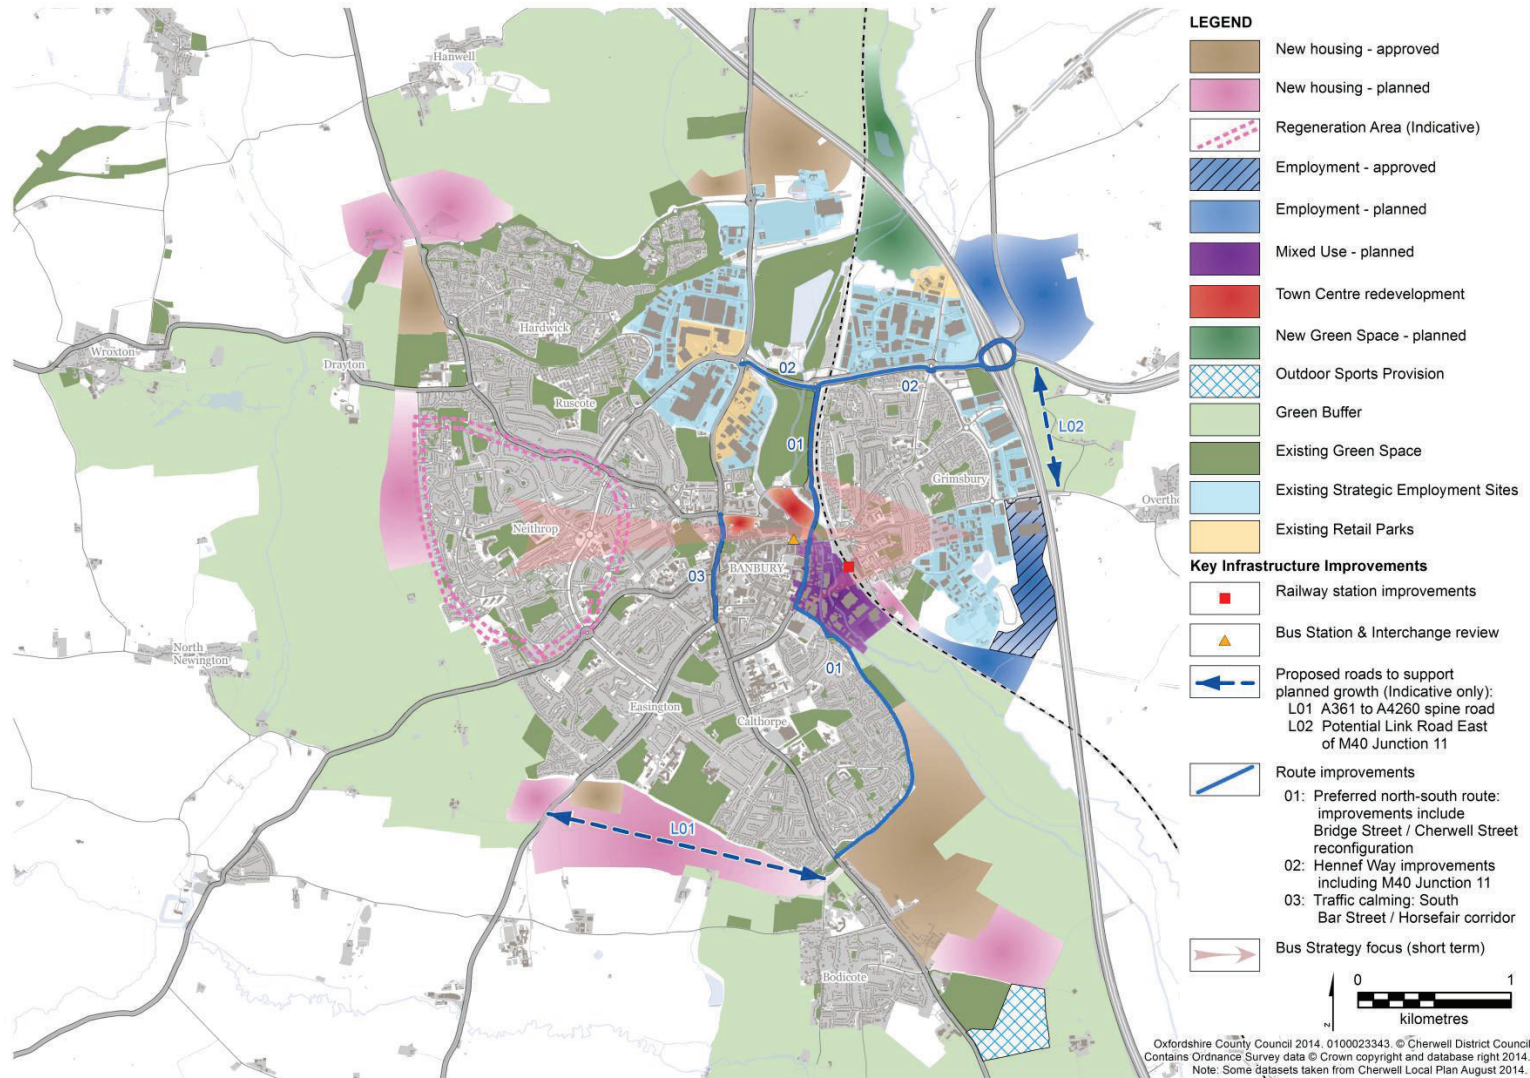 Hanwell
Hardwick
Wroxton
Drayton
Ruscote
02
02
01
L02
Grimsbury
Neithrop
03
BANBURY
North
Newington
01
Easington
Calthorpe
L01
Bodicote
LEGEND
New housing - approved
New housing - planned
Regeneration Area (Indicative)
Employment - approved
Employment - planned
Mixed Use - planned
Town Centre redevelopment
New Green Space - planned
Outdoor Sports Provision
Green Buffer
Existing Green Space
Existing Strategic Employment Sites
Existing Retail Parks
Key Infrastructure Improvements
Railway station improvements
Bus Station & Interchange review
Proposed roads to support
planned growth (Indicative only):
L01 A361 to A4260 spine road
L02 Potential Link Road East
of M40 Junction 11
Route improvements
01: Preferred north-south route:
improvements include
Bridge Street / Cherwell Street
reconfiguration
02: Hennef Way improvements
including M40 Junction 11
03: Traffic calming: South
Bar Street / Horsefair corridor
Bus Strategy focus (short term)
0 1
kilometres
z
Oxfordshire County Council 2014. 0100023343. © Cherwell District Council
Contains Ordnance Survey data © Crown copyright and database right 2014.
Note: Some datasets taken from Cherwell Local Plan August 2014.